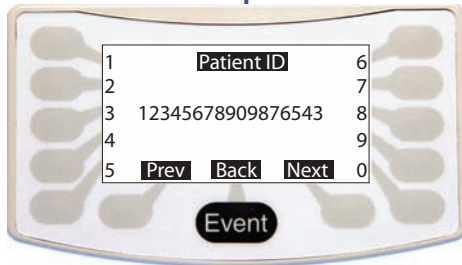 1 Patient ID 6
2 7
3 12345678909876543 8
4 9
5 Prev Back Next 0
Event